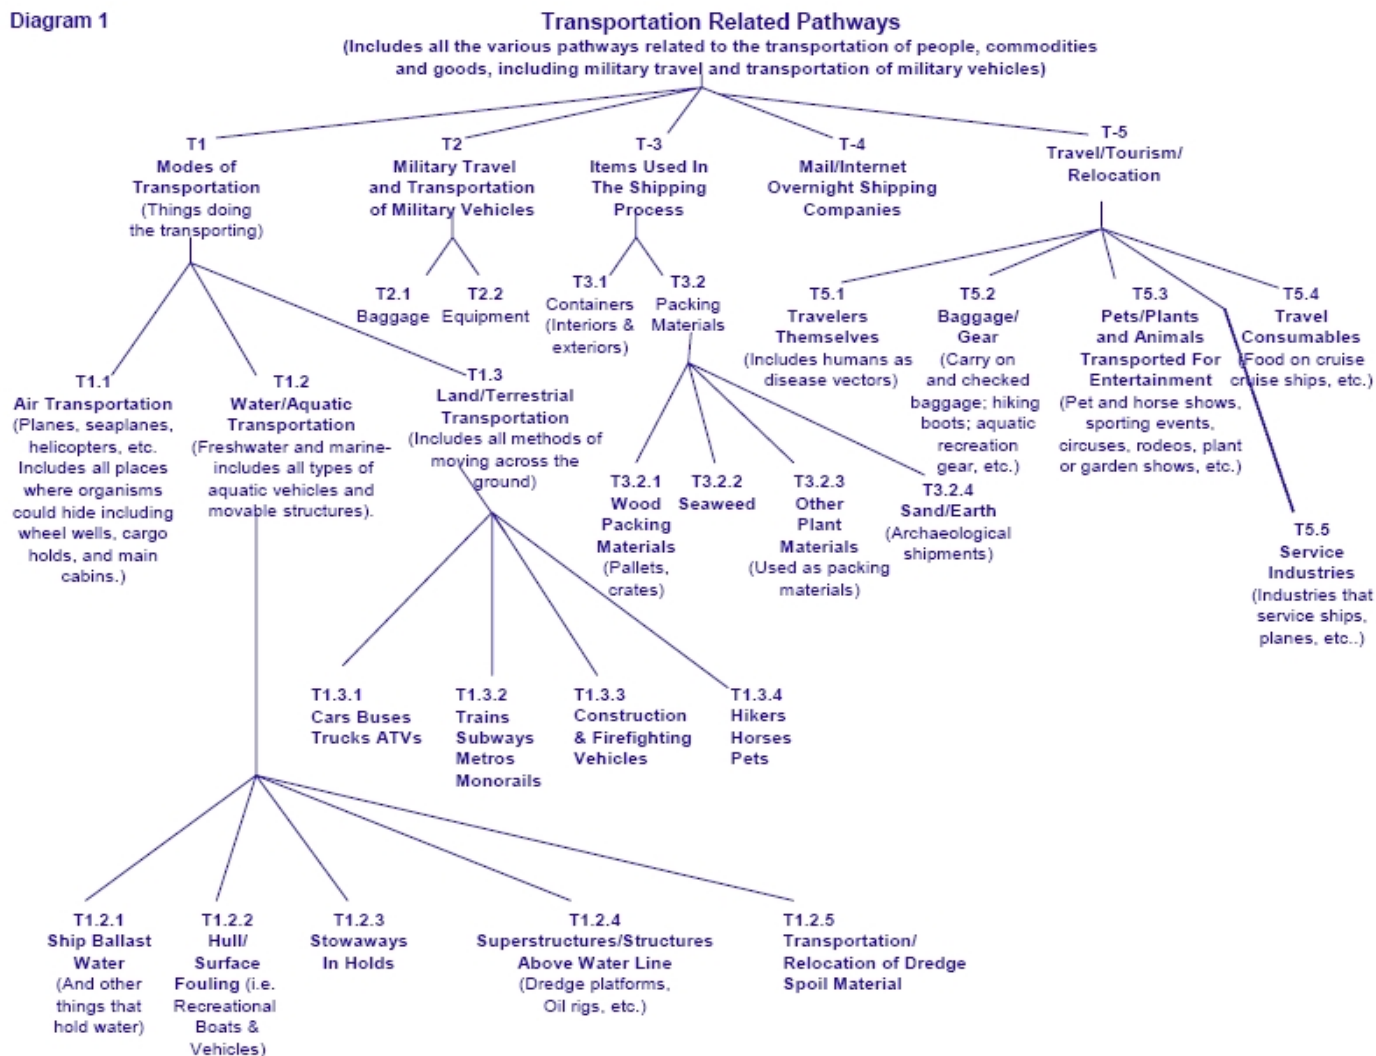 Diagram 1
Transportation Related Pathways
(Includes all the various pathways related to the transportation of people, commodities
and goods, including military travel and transportation of military vehicles)
T1
Modes of
Transportation
(Things doing
the transporting)
T2
Military Travel
and Transportation
of Military Vehicles
T-3
Items Used In
The Shipping
Process
T-4
Mail/Internet
Overnight Shipping
Companies
T-5
Travel/Tourism/
Relocation
T2.1
Baggage
T2.2
Equipment
T3.1
Containers
(Interiors &
exteriors)
T3.2
Packing
Materials
T5.1
Travelers
Themselves
(Includes humans as
disease vectors)
T5.2
Baggage/
Gear
(Carry on
and checked
baggage; hiking
boots; aquatic
recreation
gear, etc.)
T5.3
Pets/Plants
and Animals
Transported For
Entertainment
(Pet and horse shows,
sporting events,
circuses, rodeos, plant
or garden shows, etc.)
T5.4
Travel
Consumables
(Food on cruise
cruise ships, etc.)
T1.1
Air Transportation
(Planes, seaplanes,
helicopters, etc.
Includes all places
where organisms
could hide including
wheel wells, cargo
holds, and main
cabins.)
T1.2
Water/Aquatic
Transportation
(Freshwater and marine-
includes all types of
aquatic vehicles and
movable structures).
T1.3
Land/Terrestrial
Transportation
(Includes all methods of
moving across the
ground)
T3.2.1
Wood
Packing
Materials
(Pallets,
crates)
T3.2.2
Seaweed
T3.2.3
Other
Plant
Materials
(Used as packing
materials)
T3.2.4
Sand/Earth
(Archaeological
shipments)
T5.5
Service
Industries
(Industries that
service ships,
planes, etc..)
T1.3.1
Cars Buses
Trucks ATVs
T1.3.2
Trains
Subways
Metros
Monorails
T1.3.3
Construction
& Firefighting
Vehicles
T1.3.4
Hikers
Horses
Pets
T1.2.1
Ship Ballast
Water
(And other
things that
hold water)
T1.2.2
Hull/
Surface
Fouling (i.e.
Recreational
Boats &
Vehicles)
T1.2.3
Stowaways
In Holds
T1.2.4
Superstructures/Structures
Above Water Line
(Dredge platforms,
Oil rigs, etc.)
T1.2.5
Transportation/
Relocation of Dredge
Spoil Material